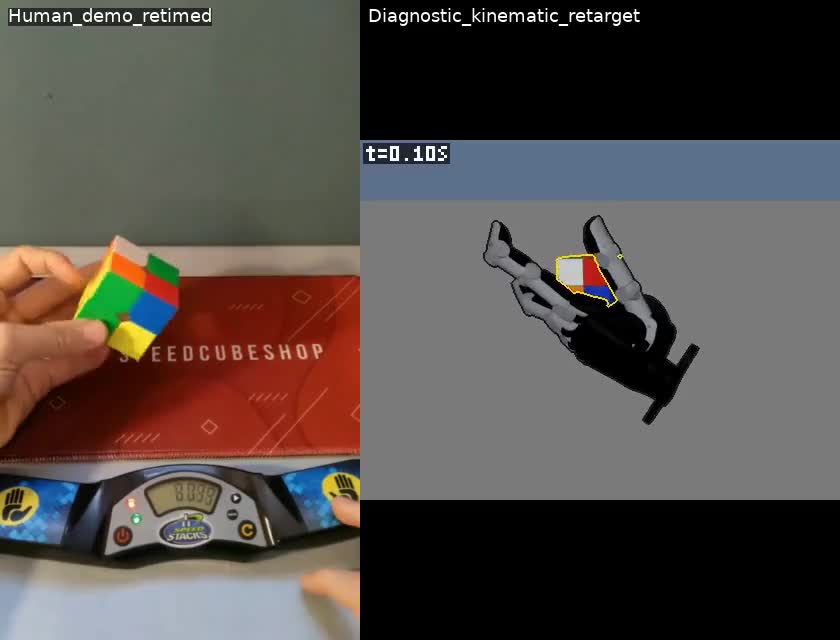 Human_demo_retimed
Diagnostic_kinematic_retarget
t=0.10S
SPEEDCUBESHOP
SPEED
STACKS
C